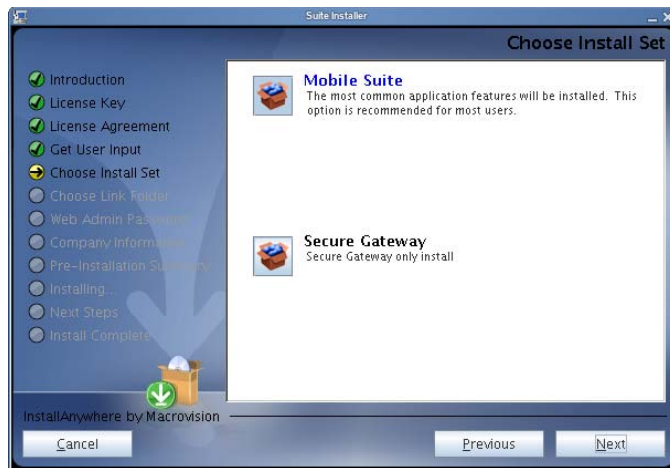 Suite Installer
Choose Install Set
Introduction
License Key
License Agreement
Get User Input
Choose Install Set
Choose Link Folder
Web Admin Password
Company Information
Pre-Installation Summary
Installing...
Next Steps
Install Complete
Mobile Suite
The most common application features will be installed. This
option is recommended for most users.
Secure Gateway
Secure Gateway only install
InstallAnywhere by Macrovision
Cancel
Previous
Next